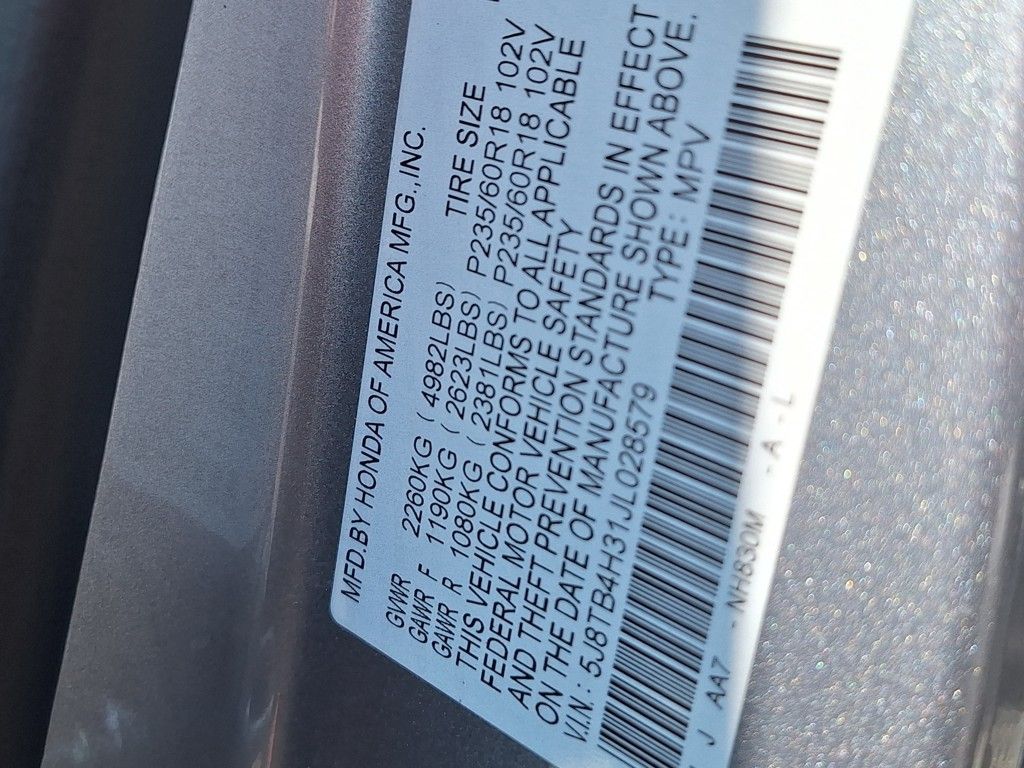 MFD.BY HONDA OF AMERICA MFG.,INC.
TIRE SIZE
GVWR 2260KG ( 4982LBS)
GAWR F 1190KG ( 2623LBS) P235/60R18 102V
GAWR R 1080KG ( 2381LBS) P235/60R18 102V
THIS VEHICLE CONFORMS TO ALL APPLICABLE
FEDERAL MOTOR VEHICLE SAFETY
AND THEFT PREVENTION STANDARDS IN EFFECT
ON THE DATE OF MANUFACTURE SHOWN ABOVE.
V.I.N.: 5J8TB4H31JL028579 TYPE: MPV
J AA7 - NH830M - A - L